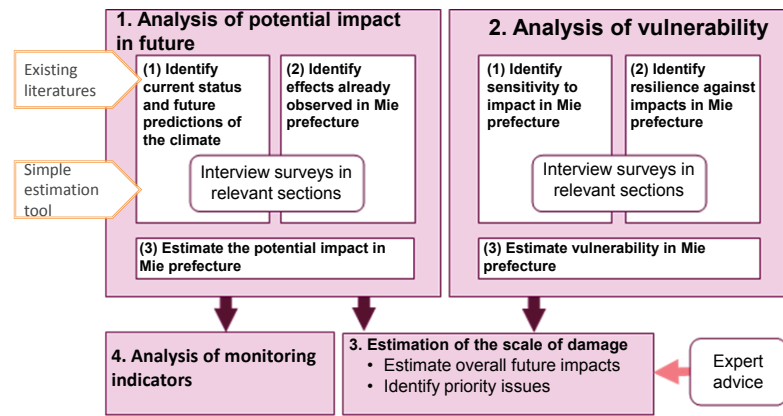 1. Analysis of potential impact
in future
2. Analysis of vulnerability
Existing
literatures
Simple
estimation
tool
(1) Identify
current status
and future
predictions of
the climate
(2) Identify
effects already
observed in Mie
prefecture
Interview surveys in
relevant sections
(3) Estimate the potential impact in
Mie prefecture
(1) Identify
sensitivity to
impact in Mie
prefecture
(2) Identify
resilience against
impacts in Mie
prefecture
Interview surveys in
relevant sections
(3) Estimate vulnerability in Mie
prefecture
4. Analysis of monitoring
indicators
3. Estimation of the scale of damage
• Estimate overall future impacts
• Identify priority issues
Expert
advice